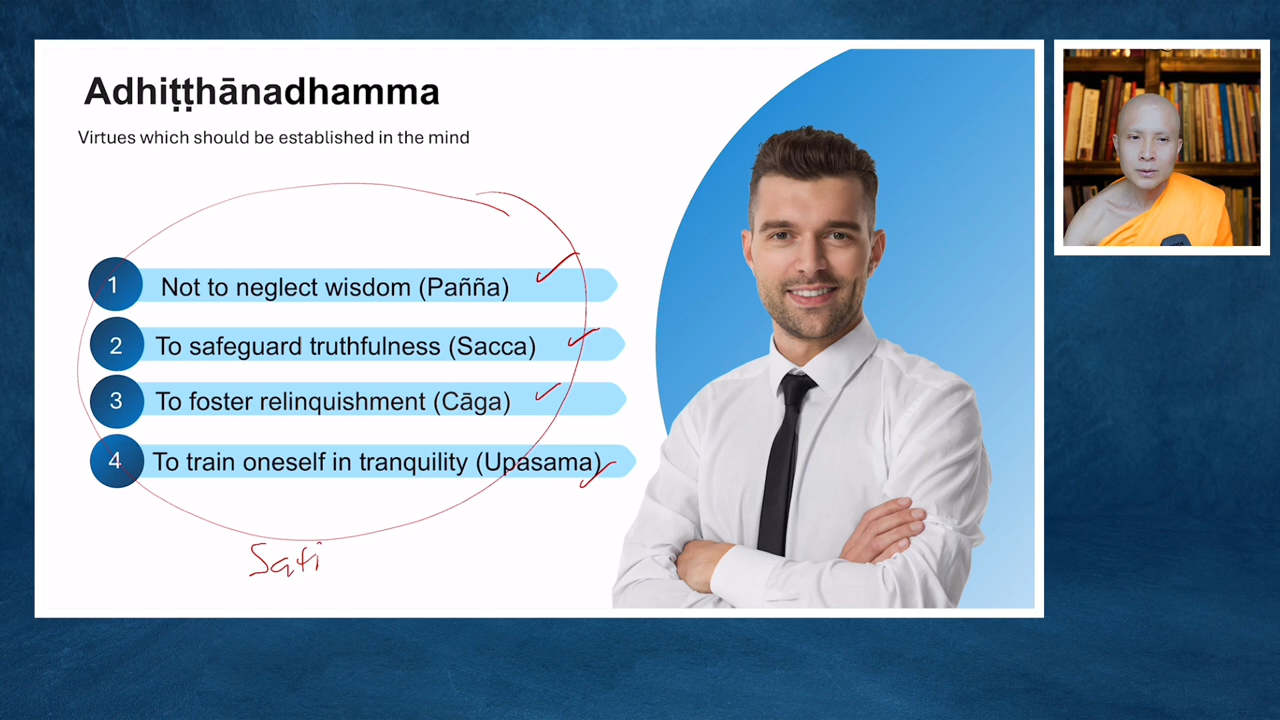 Adhiṭṭhānadhamma
Virtues which should be established in the mind
1 Not to neglect wisdom (Pañña)
2 To safeguard truthfulness (Sacca)
3 To foster relinquishment (Cāga)
4 To train oneself in tranquility (Upasama)
Sati